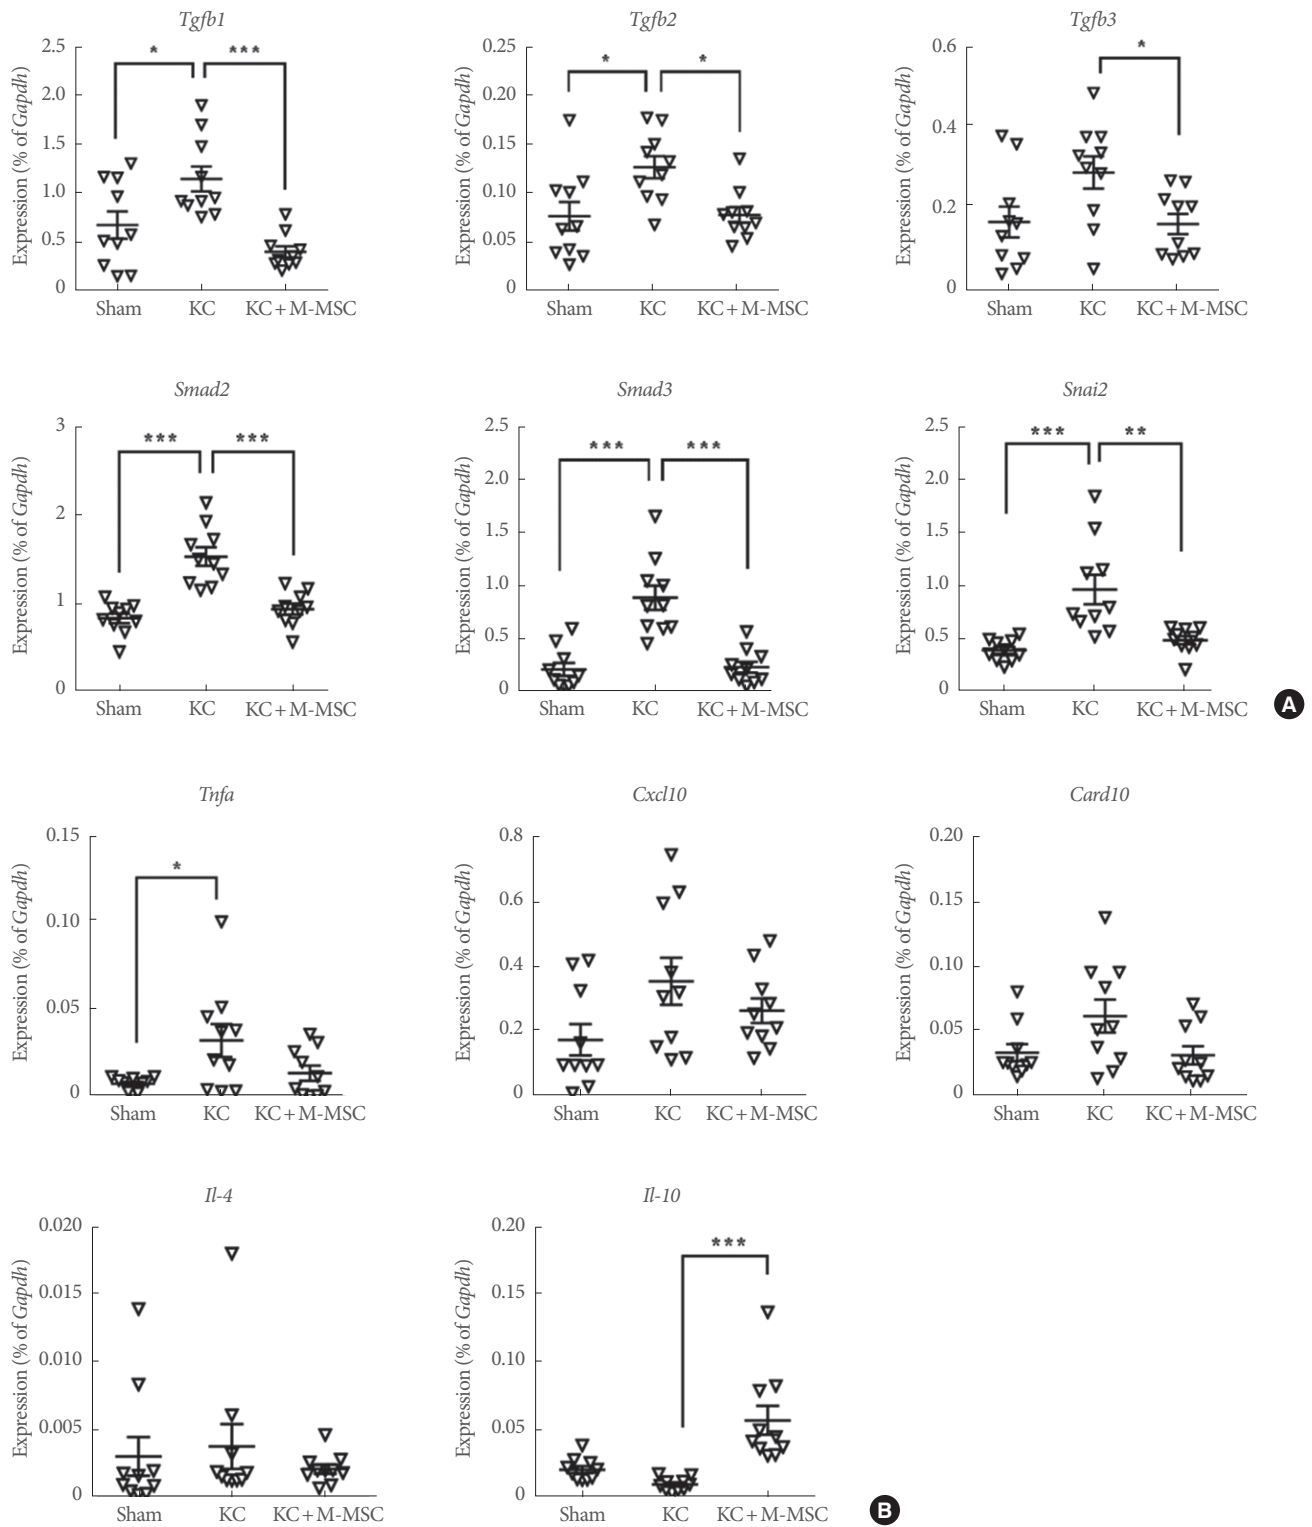 Tgfb1
Tgfb2
Tgfb3
Expression (% of Gapdh)
2.5
2.0
1.5
1.0
0.5
0
* ***
Sham KC KC+M-MSC
Expression (% of Gapdh)
0.25
0.20
0.15
0.10
0.05
0
* *
Sham KC KC+M-MSC
Expression (% of Gapdh)
0.6
0.4
0.2
0
*
Sham KC KC+M-MSC
Smad2
Smad3
Snai2
Expression (% of Gapdh)
3
2
1
0
*** ***
Sham KC KC+M-MSC
Expression (% of Gapdh)
2.5
2.0
1.5
1.0
0.5
0
*** ***
Sham KC KC+M-MSC
Expression (% of Gapdh)
2.5
2.0
1.5
1.0
0.5
0
*** **
Sham KC KC+M-MSC
A
Tnfa
Cxcl10
Card10
Expression (% of Gapdh)
0.15
0.10
0.05
0
*
Sham KC KC+M-MSC
Expression (% of Gapdh)
0.8
0.6
0.4
0.2
0
Sham KC KC+M-MSC
Expression (% of Gapdh)
0.20
0.15
0.10
0.05
0
Sham KC KC+M-MSC
Il-4
Il-10
Expression (% of Gapdh)
0.020
0.015
0.010
0.005
0
Sham KC KC+M-MSC
Expression (% of Gapdh)
0.20
0.15
0.10
0.05
0
***
Sham KC KC+M-MSC
B